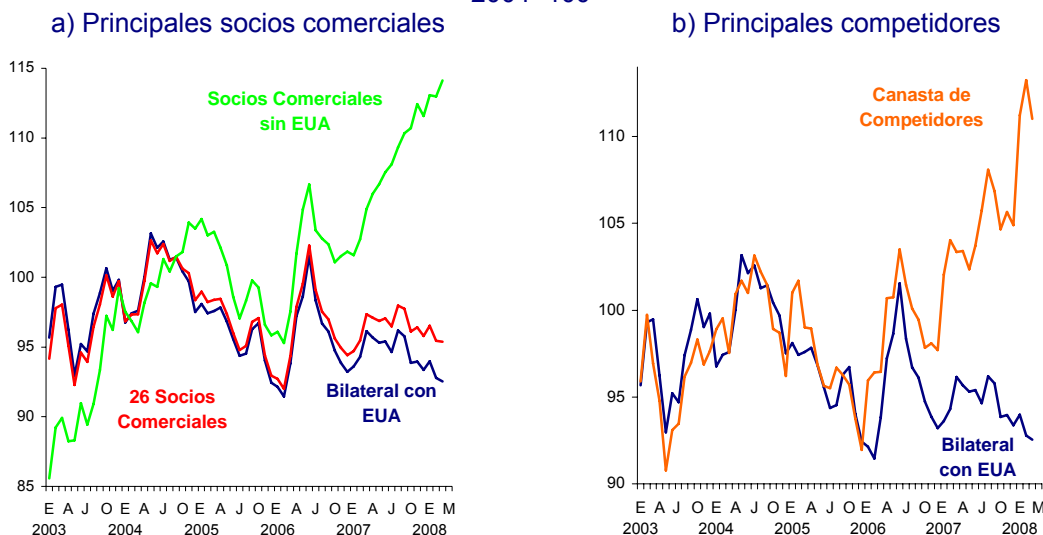 a) Principales socios comerciales
115
110
105
100
95
90
85
Socios Comerciales
sin EUA
26 Socios
Comerciales
Bilateral con
EUA
E A J O E A J O E A J O E A J O E A J O E M
2003 2004 2005 2006 2007 2008
b) Principales competidores
110
105
100
95
90
Canasta de
Competidores
Bilateral
con EUA
E A J O E A J O E A J O E A J O E A J O E M
2003 2004 2005 2006 2007 2008